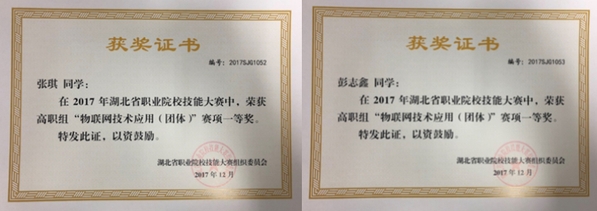 获奖证书
编号：2017SJG1052
张琪 同学：
在 2017 年湖北省职业院校技能大赛中，荣获
高职组“物联网技术应用（团体）”赛项一等奖。
特发此证，以资鼓励。
湖北省职业院校技能大赛组织委员会
2017 年 12 月
获奖证书
编号：2017SJG1053
彭志鑫 同学：
在 2017 年湖北省职业院校技能大赛中，荣获
高职组“物联网技术应用（团体）”赛项一等奖。
特发此证，以资鼓励。
湖北省职业院校技能大赛组织委员会
2017 年 12 月